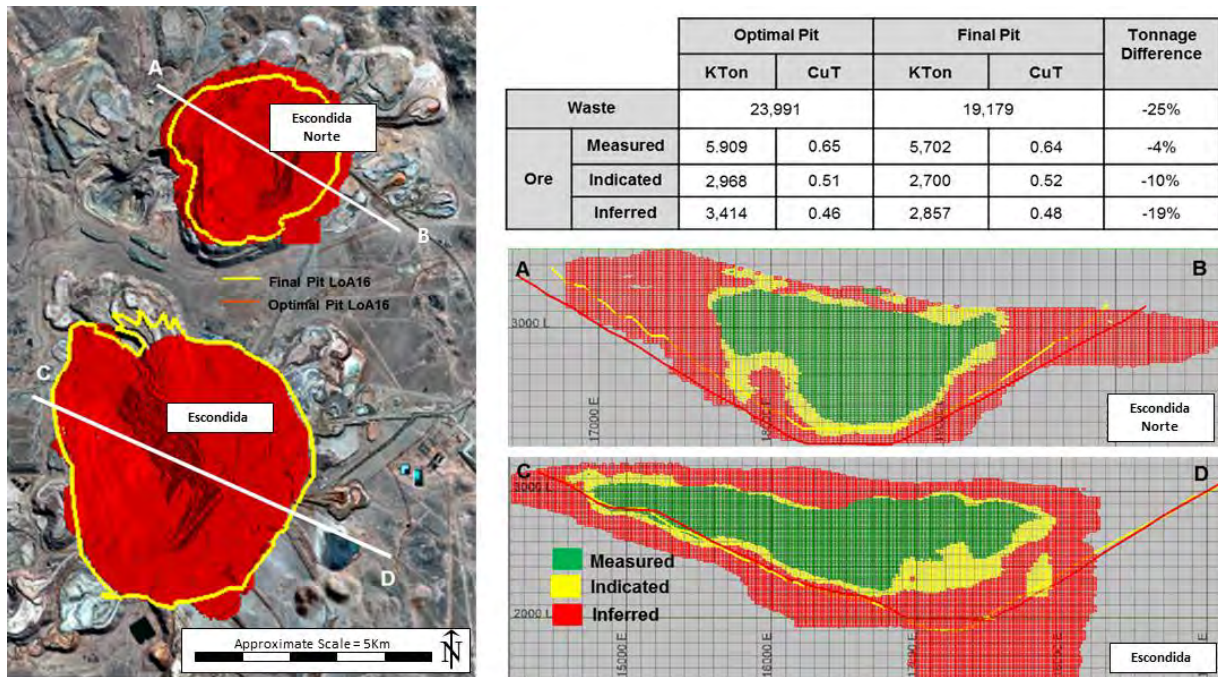 A
Escondida
Norte
B
Final Pit LoA16
Optimal Pit LoA16
C
Escondida
D
Approximate Scale = 5Km
N
Optimal Pit Final Pit Tonnage
Difference
KTon CuT KTon CuT
Waste 23,991 19,179 -25%
Ore
Measured 5.909 0.65 5,702 0.64 -4%
Indicated 2,968 0.51 2,700 0.52 -10%
Inferred 3,414 0.46 2,857 0.48 -19%
A B
3000 L
17000 E
Escondida
Norte
C D
3000 L
Measured
Indicated
Inferred
2000 L
15000 E
16000 E
Escondida